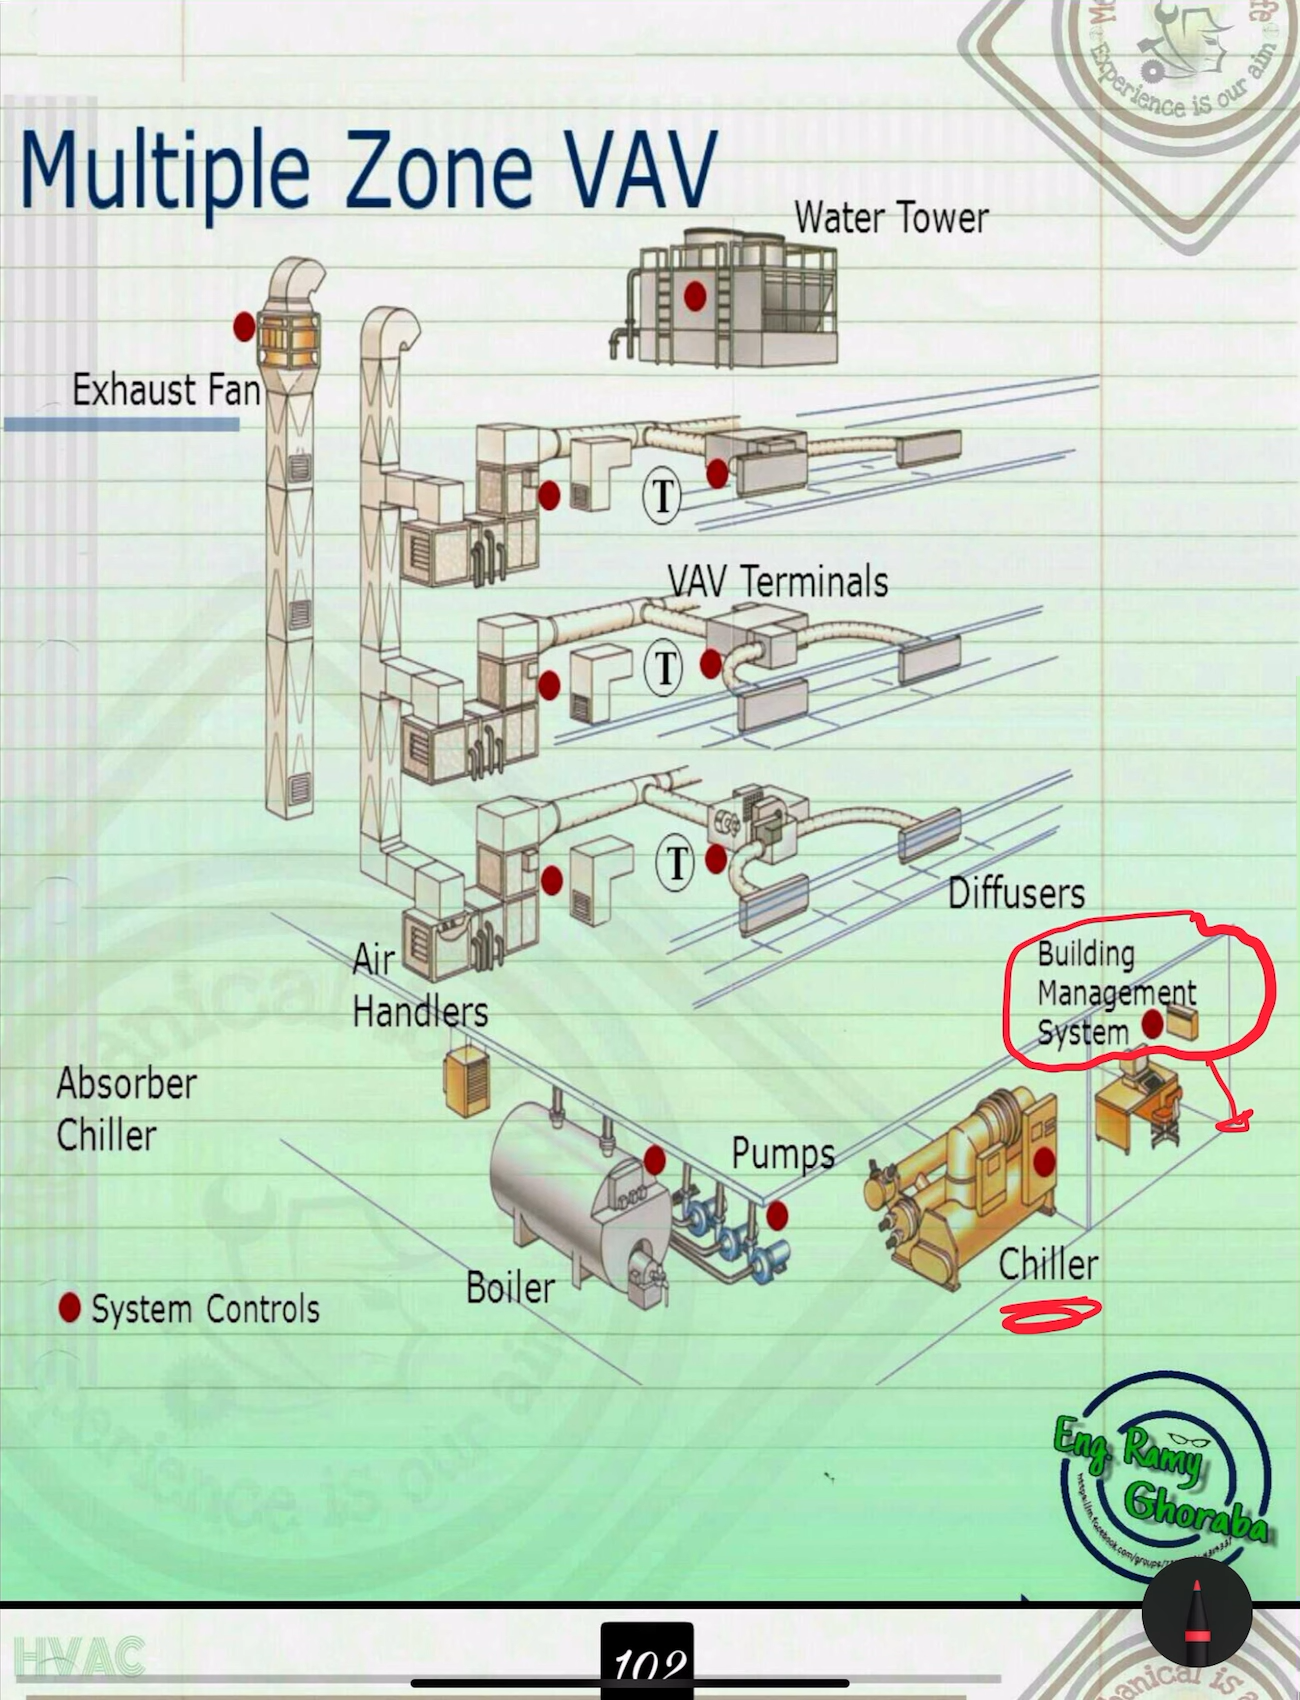 Experience is our aim
Multiple Zone VAV
Water Tower
Exhaust Fan
T
VAV Terminals
T
T
Diffusers
Air
Handlers
Building
Management
System
Absorber
Chiller
Pumps
Chiller
Boiler
System Controls
Eng. Ramy
Ghoraba
HVAC
102